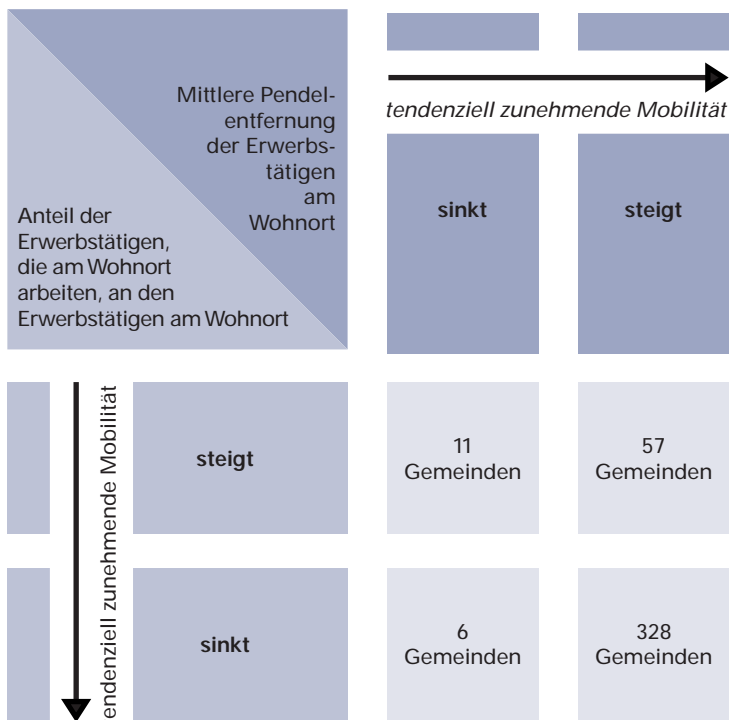 Mittlere Pendel-
entfernung
der Erwerbs-
tätigen
am
Wohnort
Anteil der
Erwerbstätigen,
die am Wohnort
arbeiten, an den
Erwerbstätigen am Wohnort
tendenziell zunehmende Mobilität
sinkt
steigt
endenziell zunehmende Mobilität
steigt
11
Gemeinden
57
Gemeinden
sinkt
6
Gemeinden
328
Gemeinden